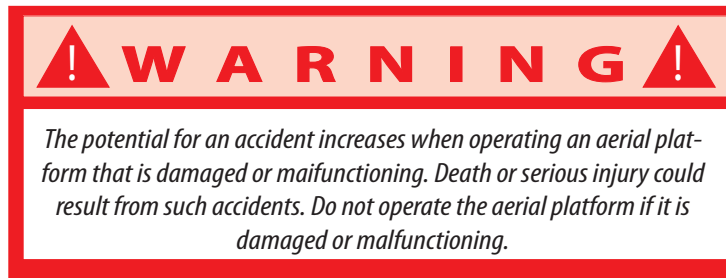 ! WARNING !
The potential for an accident increases when operating an aerial plat-
form that is damaged or maifunctioning. Death or serious injury could
result from such accidents. Do not operate the aerial platform if it is
damaged or malfunctioning.